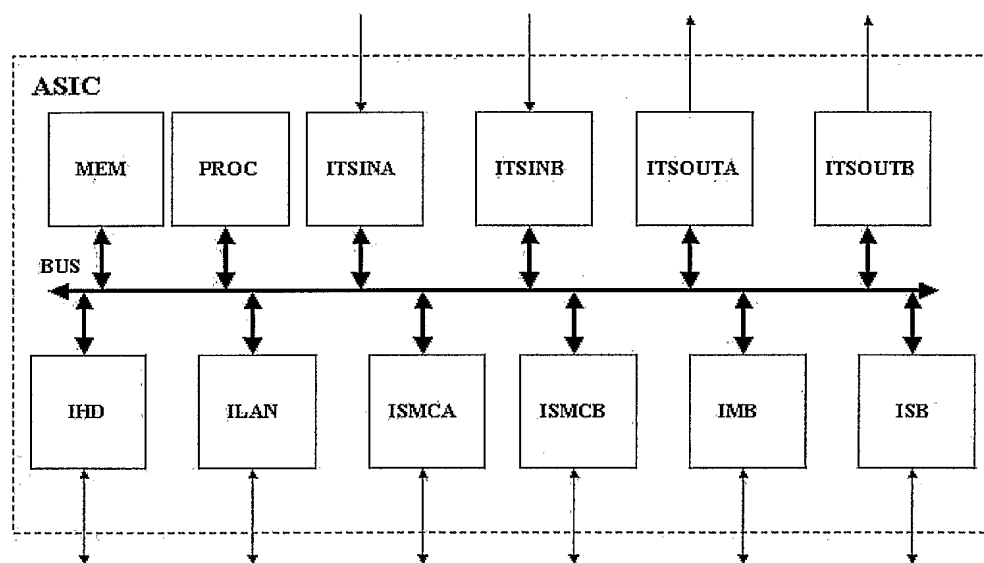 ASIC
MEM
PROC
ITSINA
ITSINB
ITSOUTA
ITSOUTB
BUS
IHD
ILAN
ISMCA
ISMCB
IMB
ISB